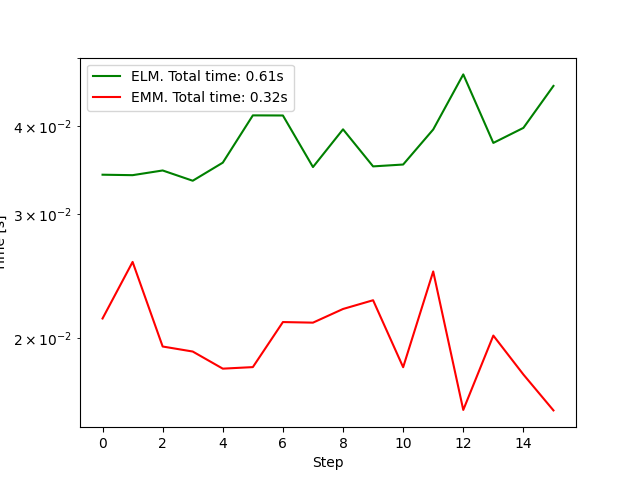 ELM. Total time: 0.61s
EMM. Total time: 0.32s
4 × 10⁻²
3 × 10⁻²
2 × 10⁻²
[s]
0 2 4 6 8 10 12 14
Step